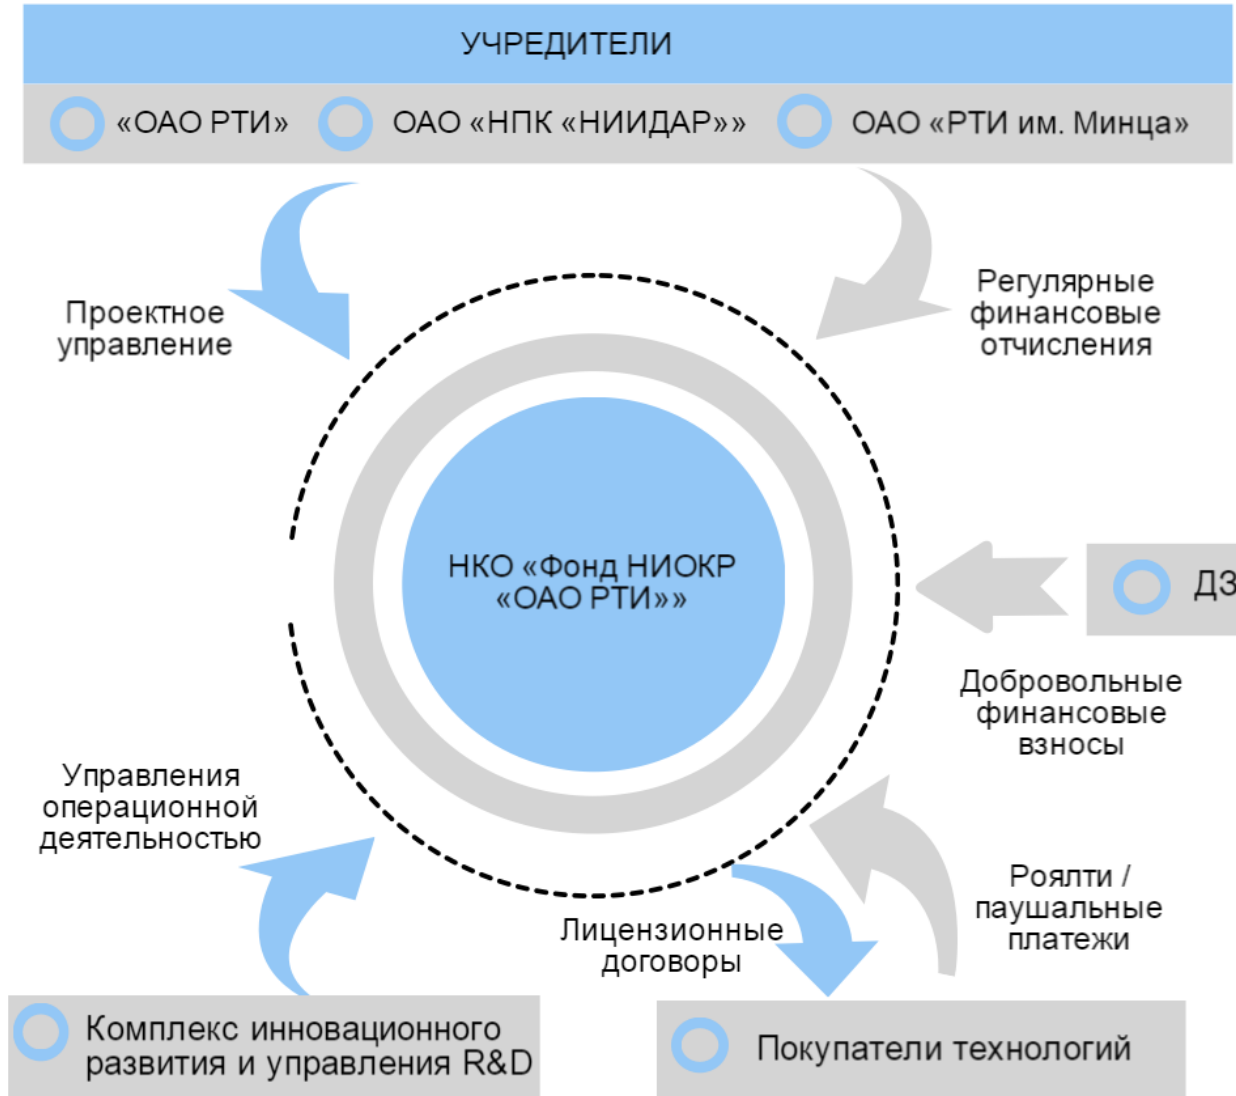 УЧРЕДИТЕЛИ
«ОАО РТИ» ОАО «НПК «НИИДАР»» ОАО «РТИ им. Минца»
Проектное
управление
Регулярные
финансовые
отчисления
НКО «Фонд НИОКР
«ОАО РТИ»»
ДЗ
Добровольные
финансовые
взносы
Управления
операционной
деятельностью
Роялти /
паушальные
платежи
Лицензионные
договоры
Комплекс инновационного
развития и управления R&D
Покупатели технологий